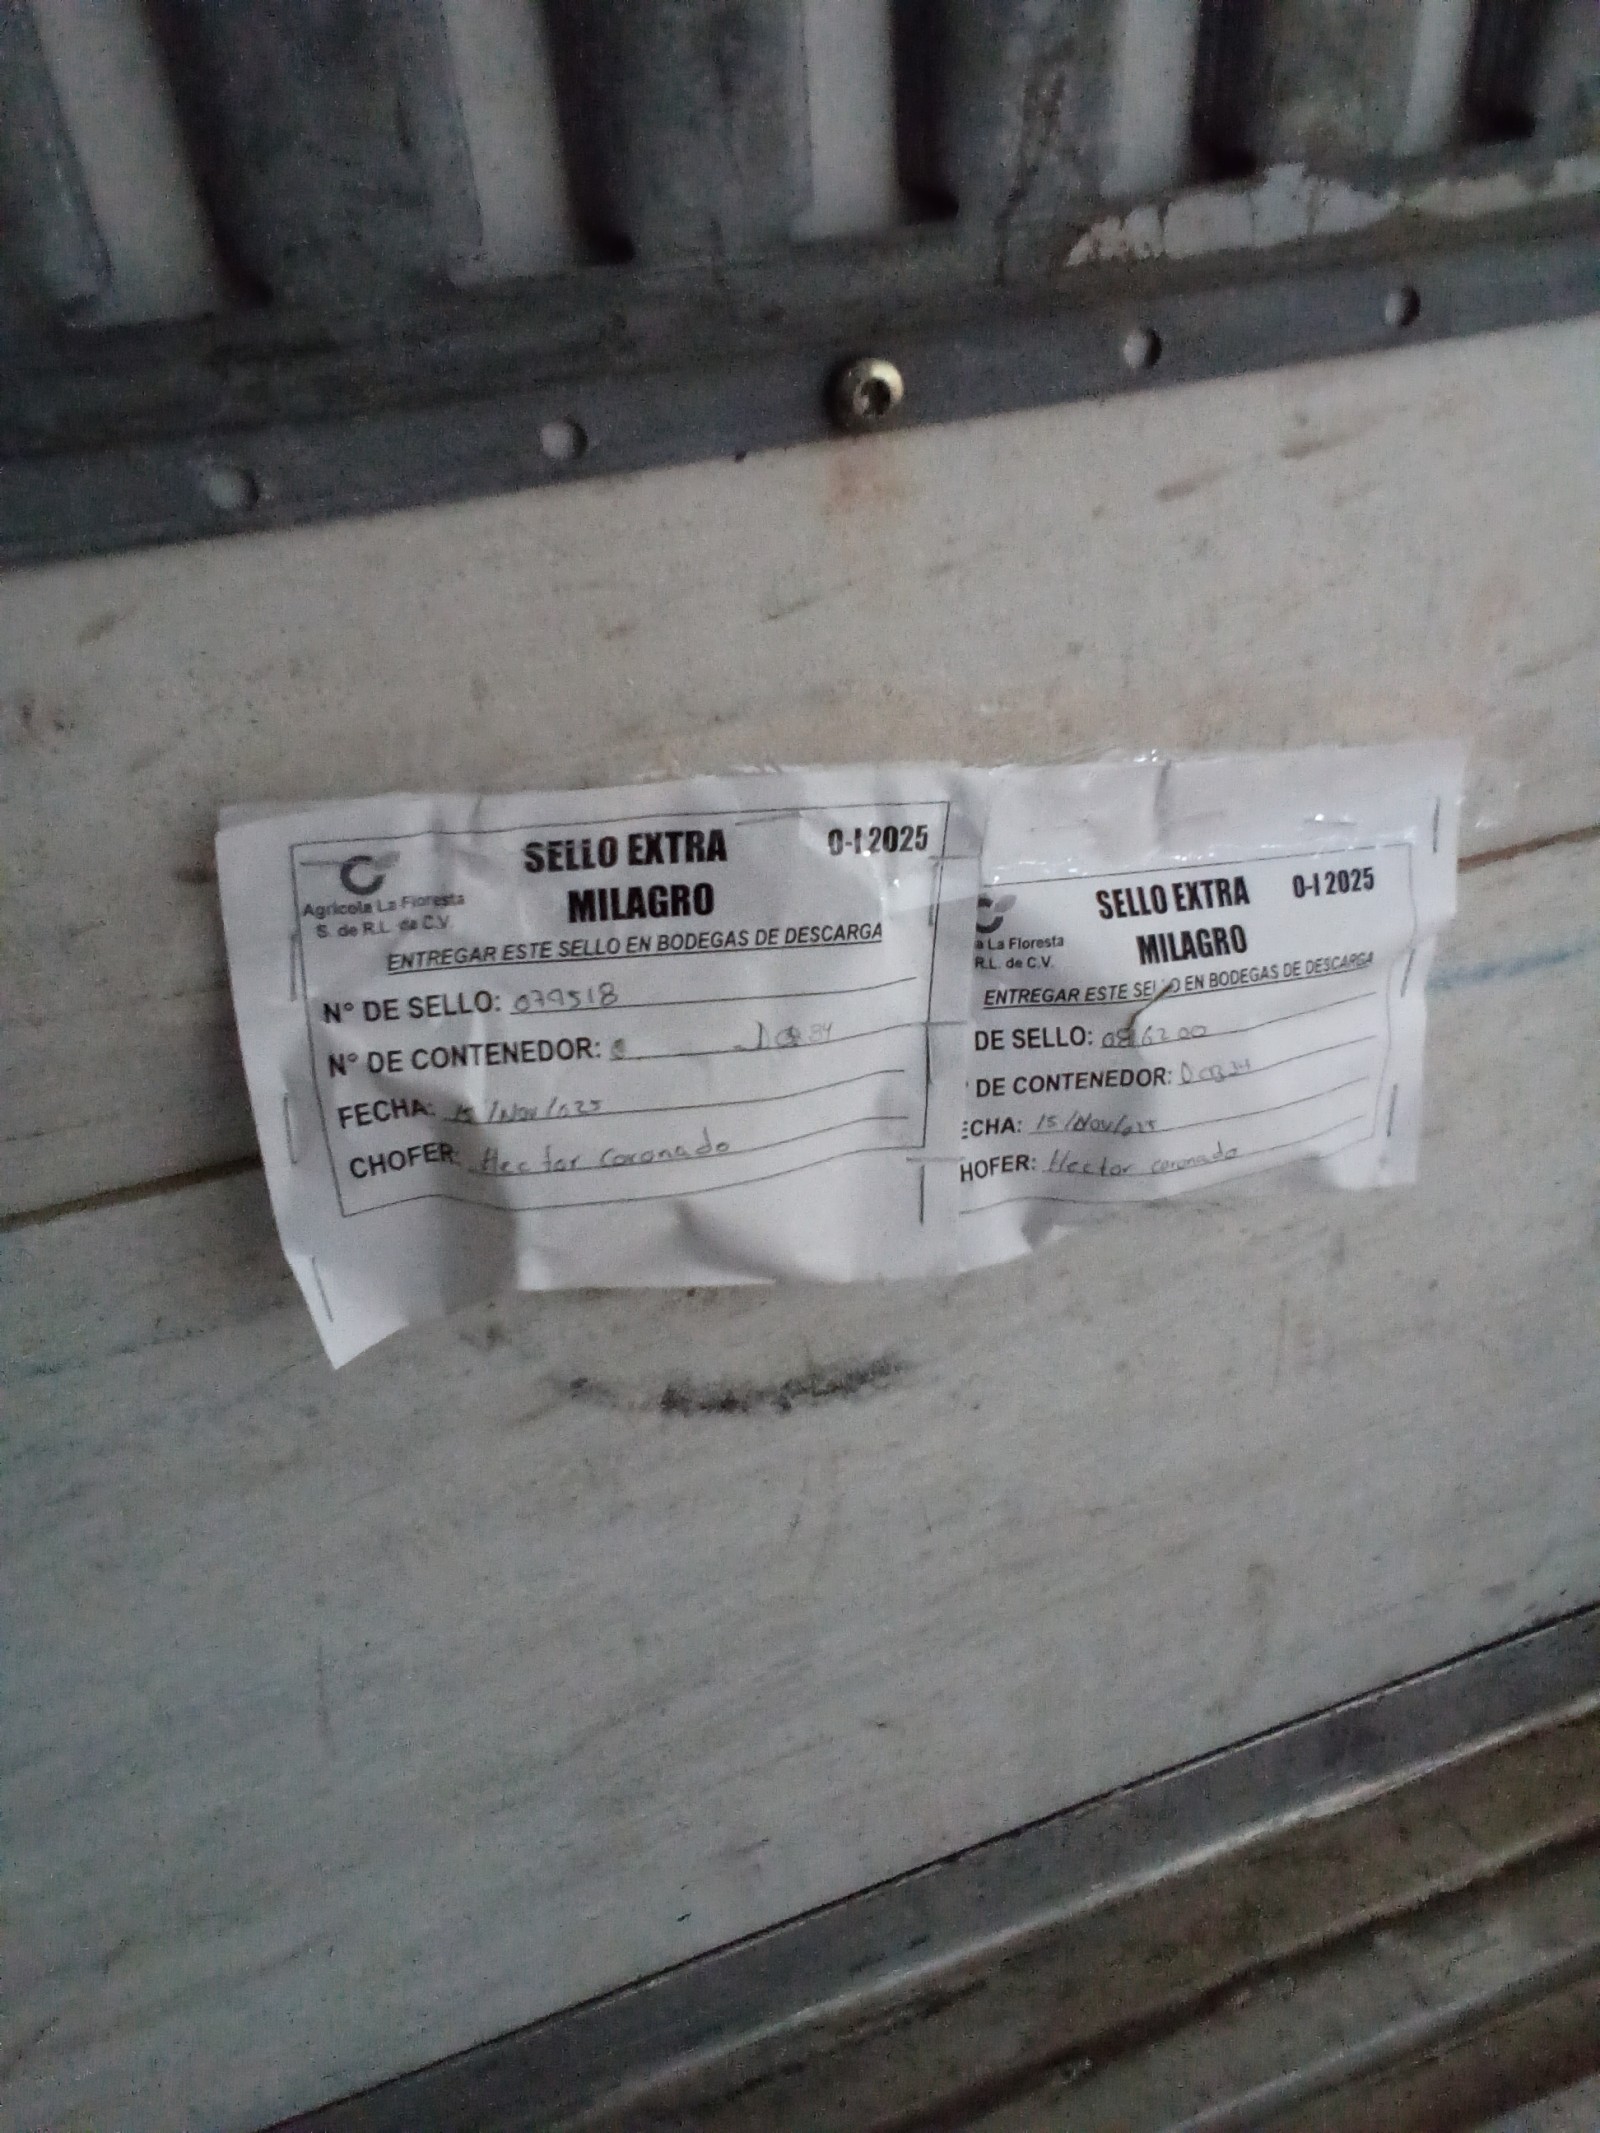 SELLO EXTRA 0-I 2025
MILAGRO
Agricola La Floresta
S. de R.L. de C.V.
ENTREGAR ESTE SELLO EN BODEGAS DE DESCARGA
N° DE SELLO: 079518
N° DE CONTENEDOR:
FECHA: 15/Nov/025
CHOFER: Hector Coronado
SELLO EXTRA 0-I 2025
MILAGRO
a La Floresta
R.L. de C.V.
ENTREGAR ESTE SELLO EN BODEGAS DE DESCARGA
DE SELLO:
DE CONTENEDOR:
ECHA: 15/Nov/025
HOFER: Hector coronado